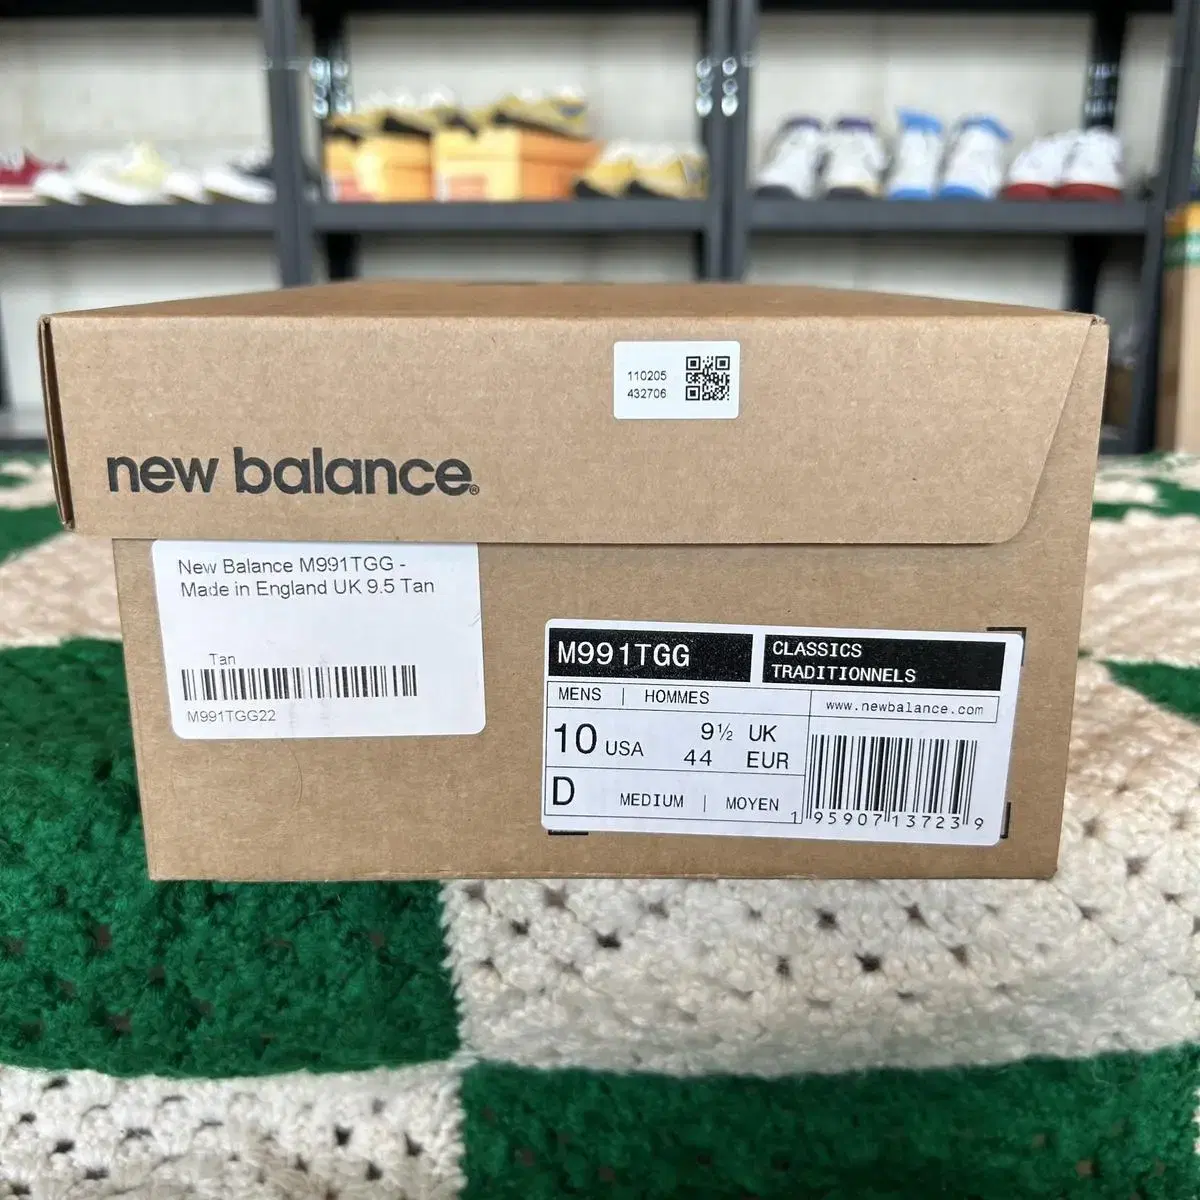 110205
432706
new balance®
New Balance M991TGG -
Made in England UK 9.5 Tan
Tan
M991TGG22
M991TGG
CLASSICS
TRADITIONNELS
MENS | HOMMES
www.newbalance.com
10 USA
9½ UK
44 EUR
D
MEDIUM | MOYEN
1 95907 13723 9